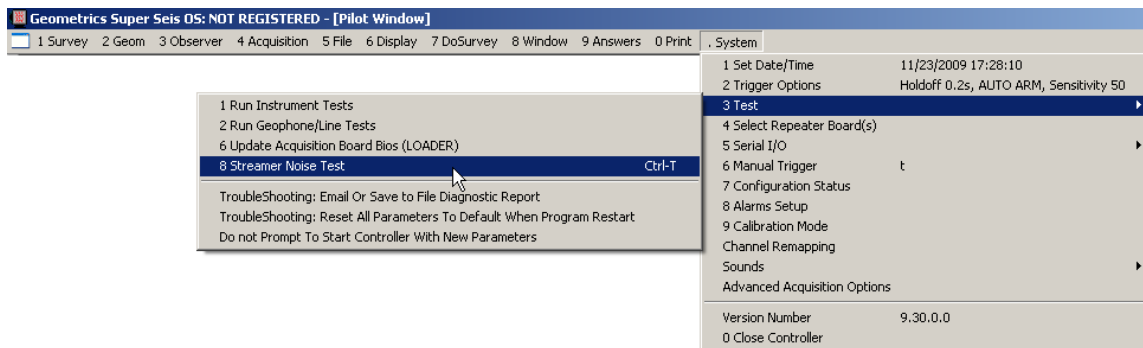 Geometrics Super Seis OS: NOT REGISTERED - [Pilot Window]
1 Survey 2 Geom 3 Observer 4 Acquisition 5 File 6 Display 7 DoSurvey 8 Window 9 Answers 0 Print . System
1 Set Date/Time 11/23/2009 17:28:10
2 Trigger Options Holdoff 0.2s, AUTO ARM, Sensitivity 50
3 Test
4 Select Repeater Board(s)
5 Serial I/O
6 Manual Trigger t
7 Configuration Status
8 Alarms Setup
9 Calibration Mode
Channel Remapping
Sounds
Advanced Acquisition Options
Version Number 9.30.0.0
0 Close Controller
1 Run Instrument Tests
2 Run Geophone/Line Tests
6 Update Acquisition Board Bios (LOADER)
8 Streamer Noise Test Ctrl-T
TroubleShooting: Email Or Save to File Diagnostic Report
TroubleShooting: Reset All Parameters To Default When Program Restart
Do not Prompt To Start Controller With New Parameters